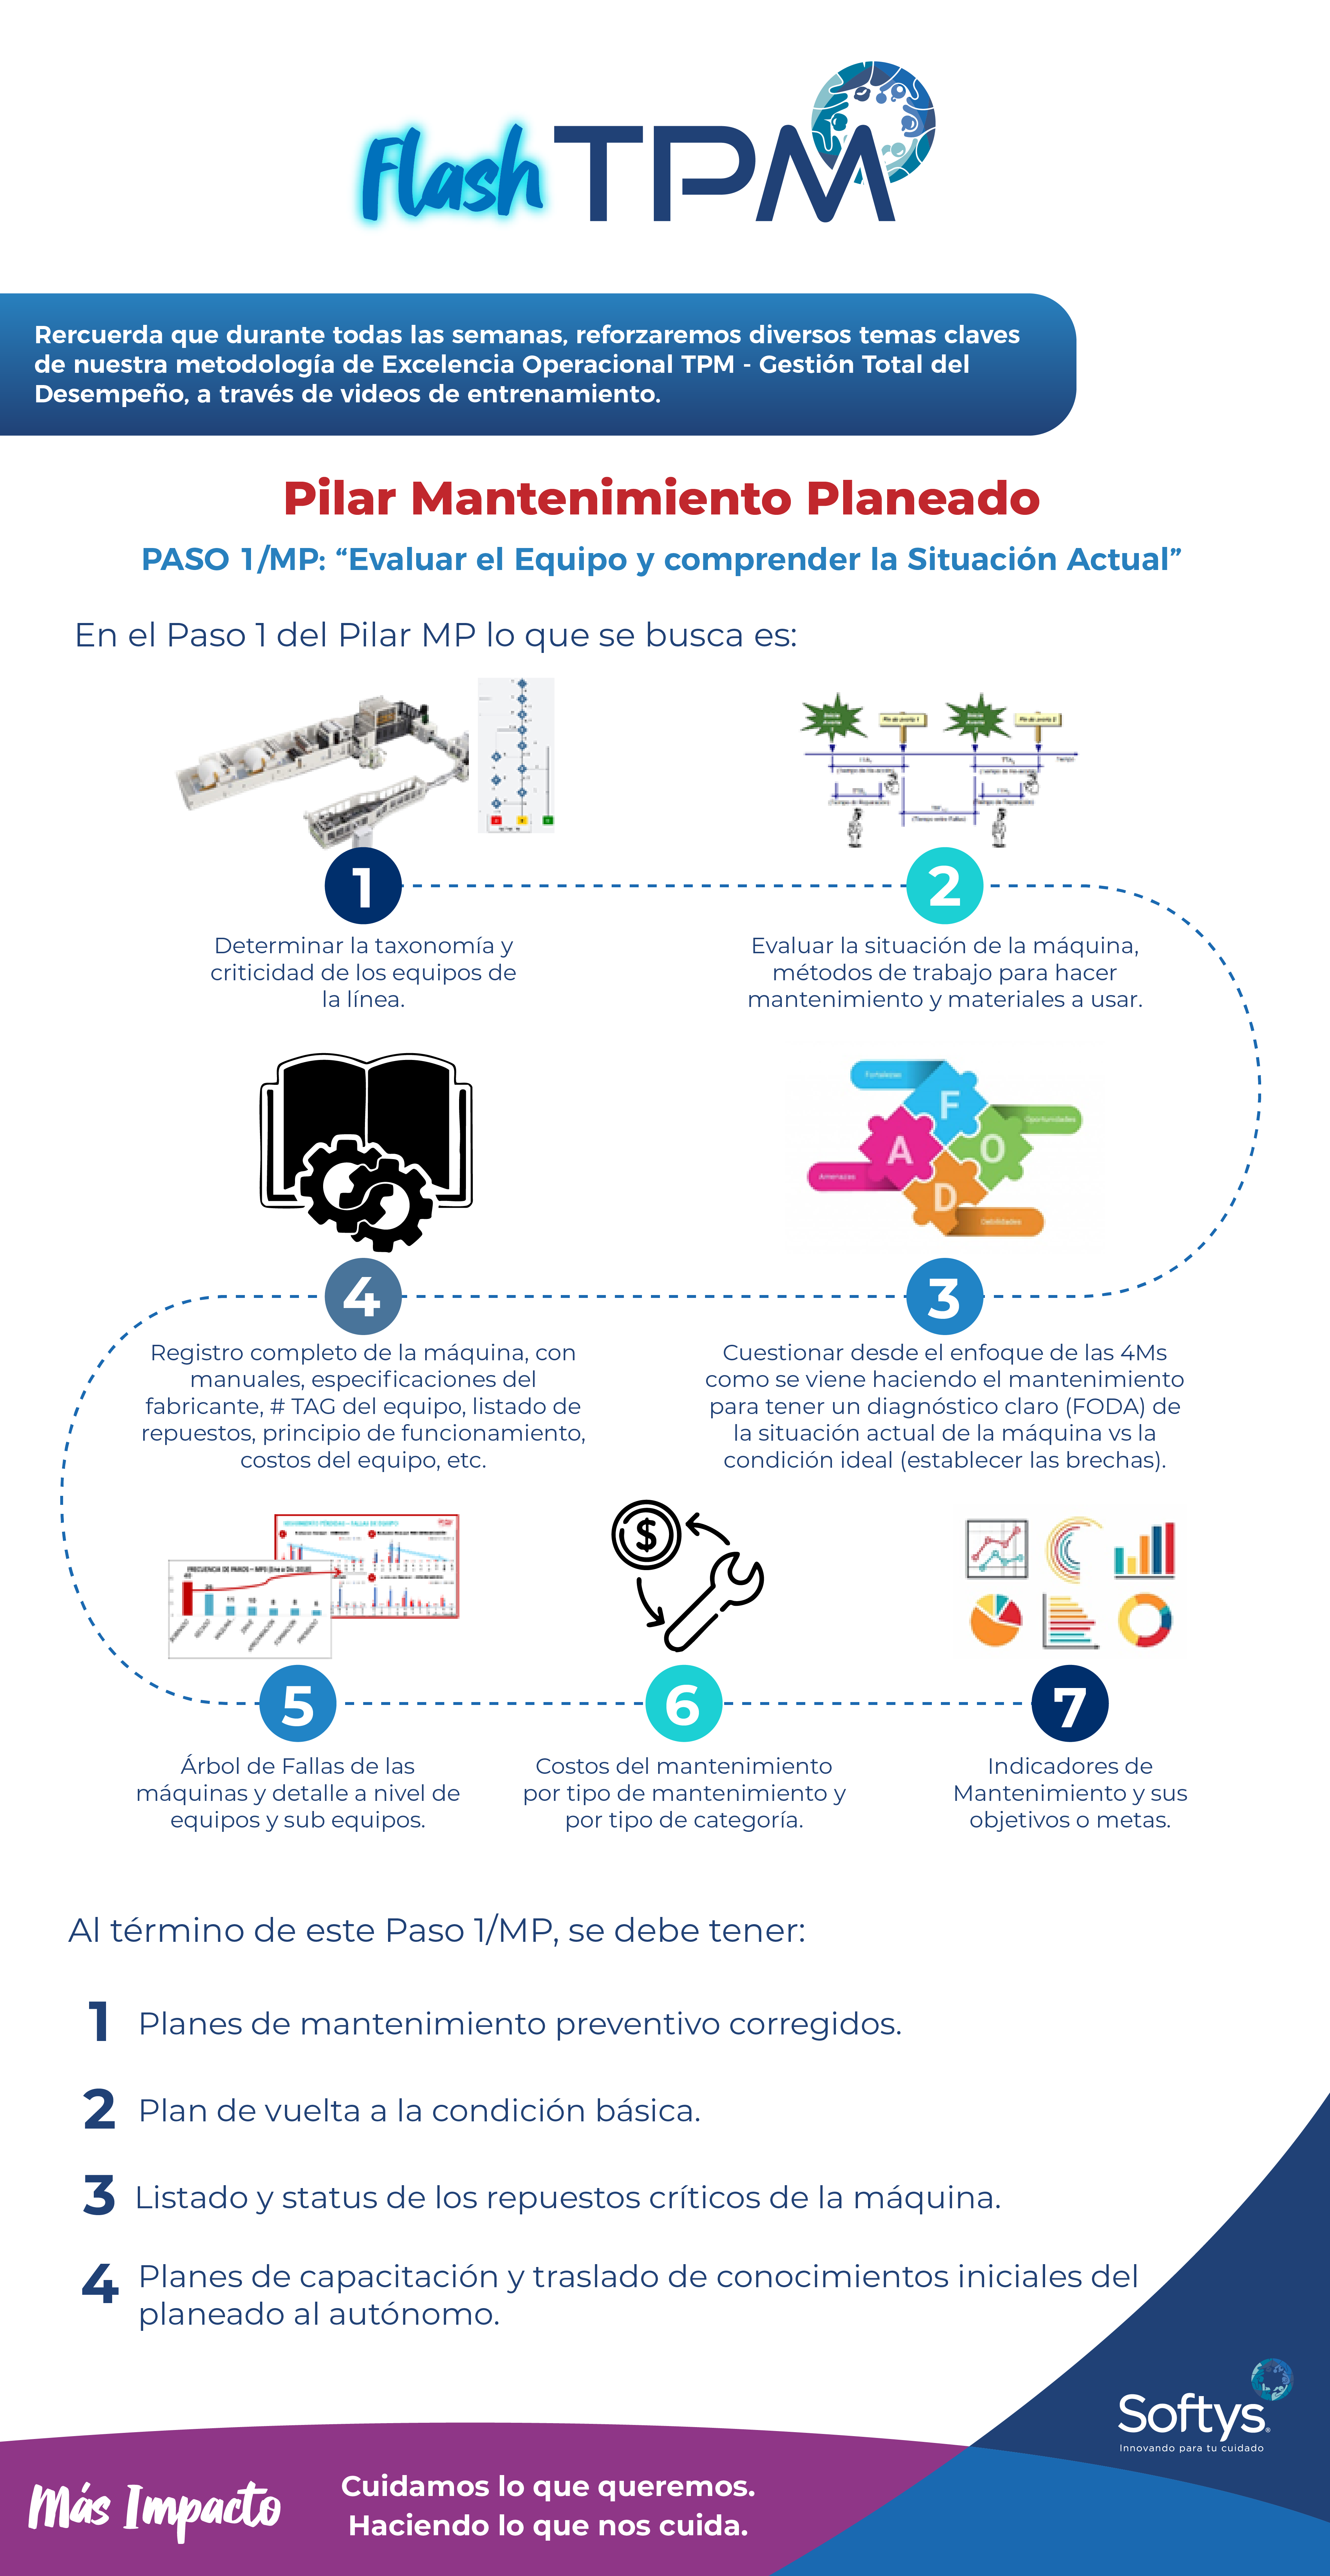 Flash TPM
Rercuerda que durante todas las semanas, reforzaremos diversos temas claves
de nuestra metodología de Excelencia Operacional TPM - Gestión Total del
Desempeño, a través de videos de entrenamiento.
Pilar Mantenimiento Planeado
PASO 1/MP: “Evaluar el Equipo y comprender la Situación Actual”
En el Paso 1 del Pilar MP lo que se busca es:
1
Determinar la taxonomía y
criticidad de los equipos de
la línea.
Tiempo
(Tiempo entre Fallas)
2
Evaluar la situación de la máquina,
métodos de trabajo para hacer
mantenimiento y materiales a usar.
Fortalezas
F
Oportunidades
A
O
Amenazas
D
Debilidades
3
Cuestionar desde el enfoque de las 4Ms
como se viene haciendo el mantenimiento
para tener un diagnóstico claro (FODA) de
la situación actual de la máquina vs la
condición ideal (establecer las brechas).
4
Registro completo de la máquina, con
manuales, especificaciones del
fabricante, # TAG del equipo, listado de
repuestos, principio de funcionamiento,
costos del equipo, etc.
5
Árbol de Fallas de las
máquinas y detalle a nivel de
equipos y sub equipos.
$
6
Costos del mantenimiento
por tipo de mantenimiento y
por tipo de categoría.
7
Indicadores de
Mantenimiento y sus
objetivos o metas.
Al término de este Paso 1/MP, se debe tener:
1 Planes de mantenimiento preventivo corregidos.
2 Plan de vuelta a la condición básica.
3 Listado y status de los repuestos críticos de la máquina.
4 Planes de capacitación y traslado de conocimientos iniciales del
planeado al autónomo.
Softys®
Innovando para tu cuidado
Más Impacto
Cuidamos lo que queremos.
Haciendo lo que nos cuida.